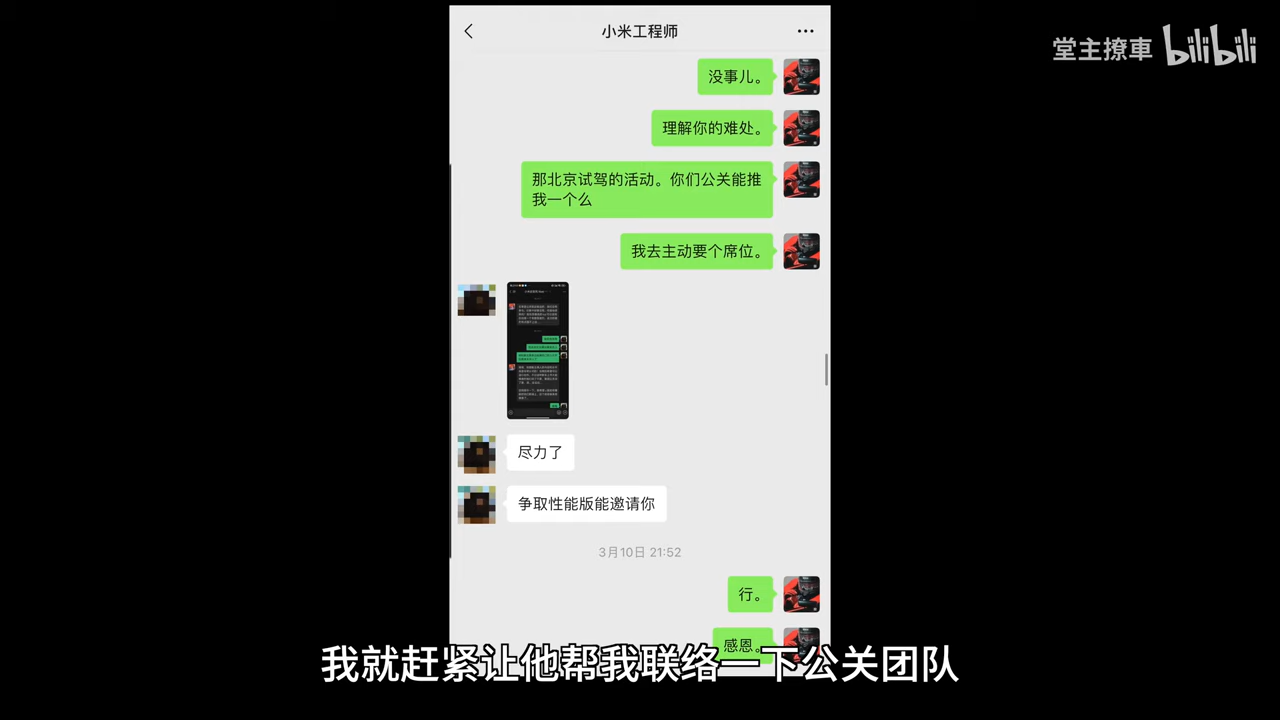 小米工程师
堂主撩車 bilibili
没事儿。
理解你的难处。
那北京试驾的活动。你们公关能推
我一个么
我去主动要个席位。
尽力了
争取性能版能邀请你
3月10日 21:52
行。
感恩。
我就赶紧让他帮我联络一下公关团队